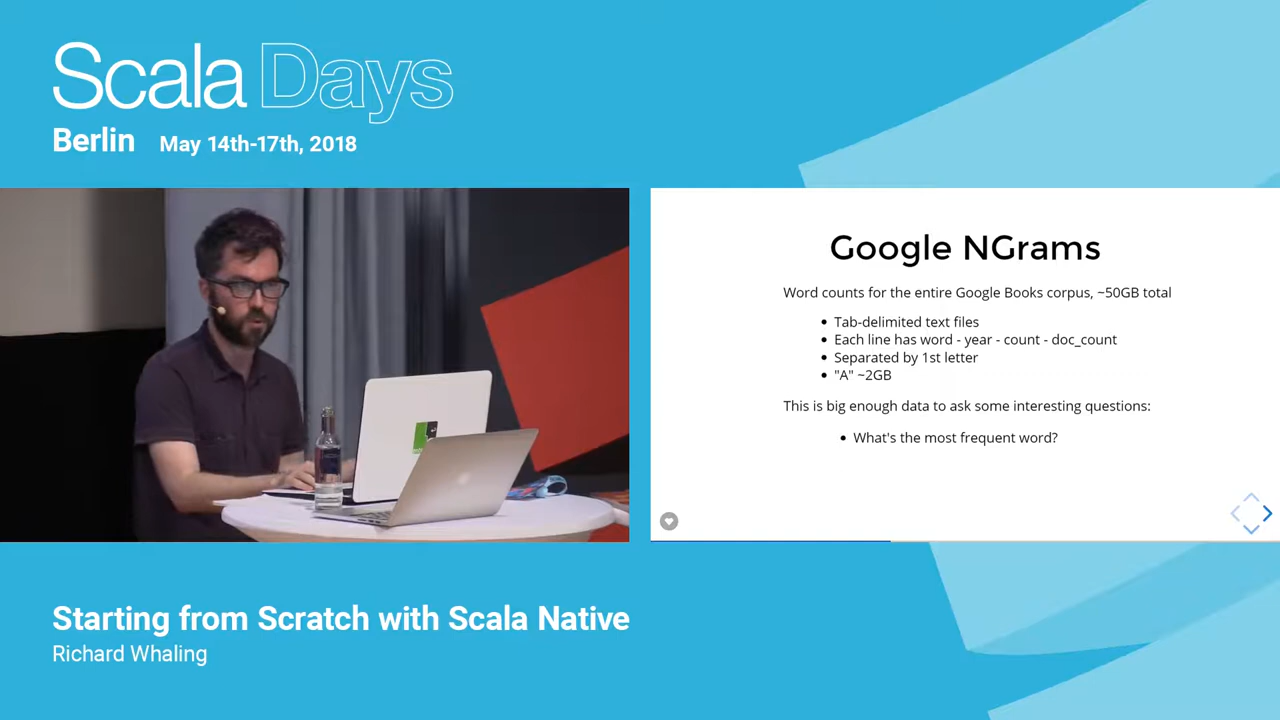 Scala Days
Berlin May 14th-17th, 2018
Google NGrams
Word counts for the entire Google Books corpus, ~50GB total
• Tab-delimited text files
• Each line has word - year - count - doc_count
• Separated by 1st letter
• "A" ~2GB
This is big enough data to ask some interesting questions:
• What's the most frequent word?
Starting from Scratch with Scala Native
Richard Whaling